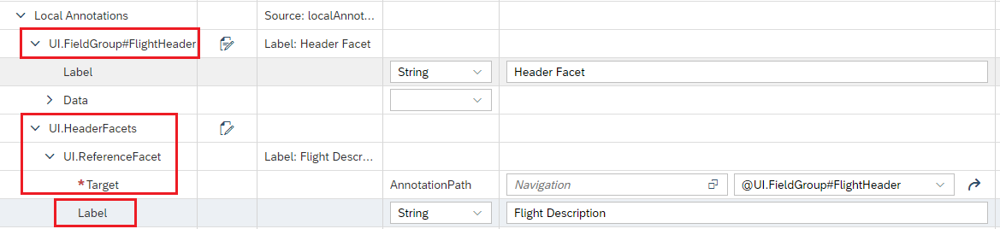 Local Annotations Source: localAnnot...
UI.FieldGroup#FlightHeader Label: Header Facet
Label String Header Facet
Data
UI.HeaderFacets
UI.ReferenceFacet Label: Flight Descr...
*Target AnnotationPath Navigation @UI.FieldGroup#FlightHeader
Label String Flight Description